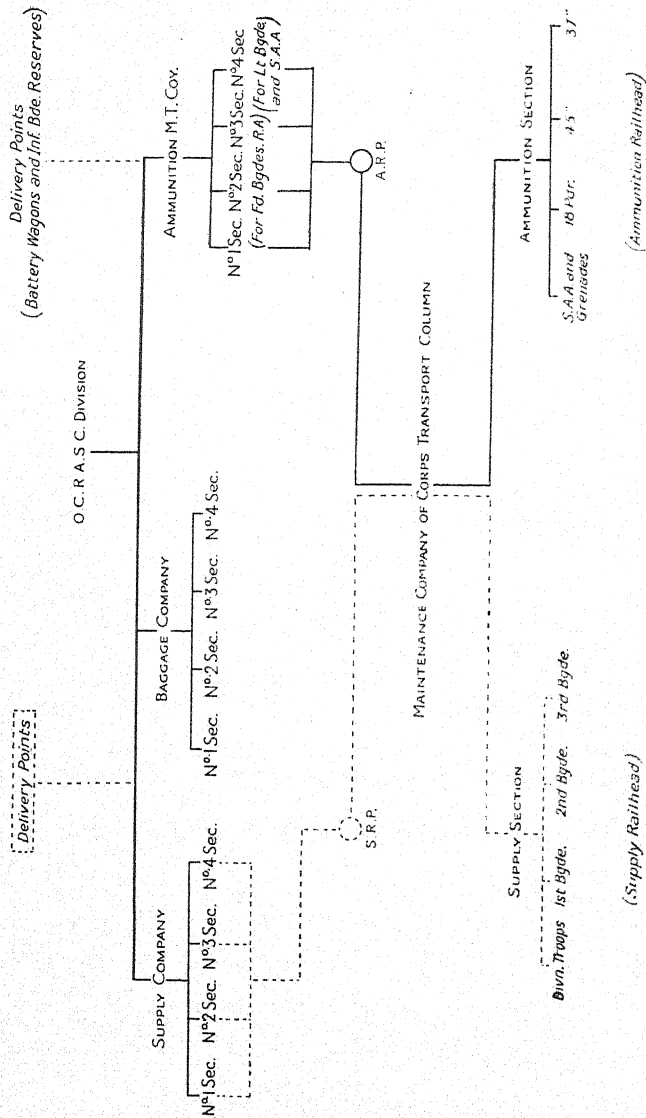 Delivery Points
Delivery Points
(Battery Wagons and Inf. Bde. Reserves)
O.C. R.A.S.C. DIVISION
SUPPLY COMPANY
BAGGAGE COMPANY
AMMUNITION M.T. COY.
Nº1 Sec. Nº2 Sec. Nº3 Sec. Nº4 Sec.
Nº1 Sec. Nº2 Sec. Nº3 Sec. Nº4 Sec.
Nº1 Sec. Nº2 Sec. Nº3 Sec. Nº4 Sec
(For Fd. Bgdes. RA) (For Lt Bgde
and S.A.A)
S.R.P.
A.R.P.
MAINTENANCE COMPANY OF CORPS TRANSPORT COLUMN
SUPPLY SECTION
AMMUNITION SECTION
Divn. Troops 1st Bgde. 2nd Bgde. 3rd Bgde.
S.A.A. and
Grenades
18 Pdr. 4·5" 3·7"
(Supply Railhead)
(Ammunition Railhead)